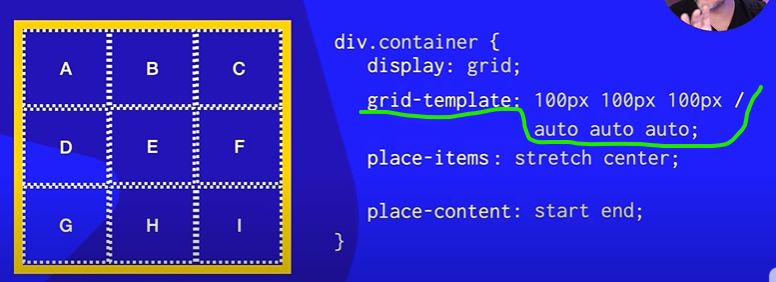 A B C
D E F
G H I
div.container {
display: grid;
grid-template: 100px 100px 100px /
auto auto auto;
place-items: stretch center;
place-content: start end;
}